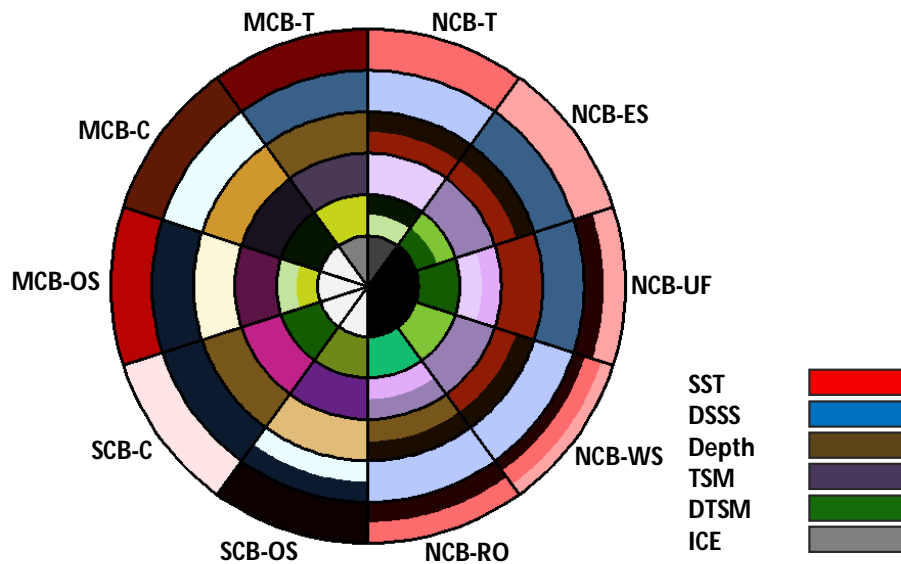 MCB-T
NCB-T
MCB-C
NCB-ES
MCB-OS
NCB-UF
SCB-C
NCB-WS
SCB-OS
NCB-RO
SST
DSSS
Depth
TSM
DTSM
ICE